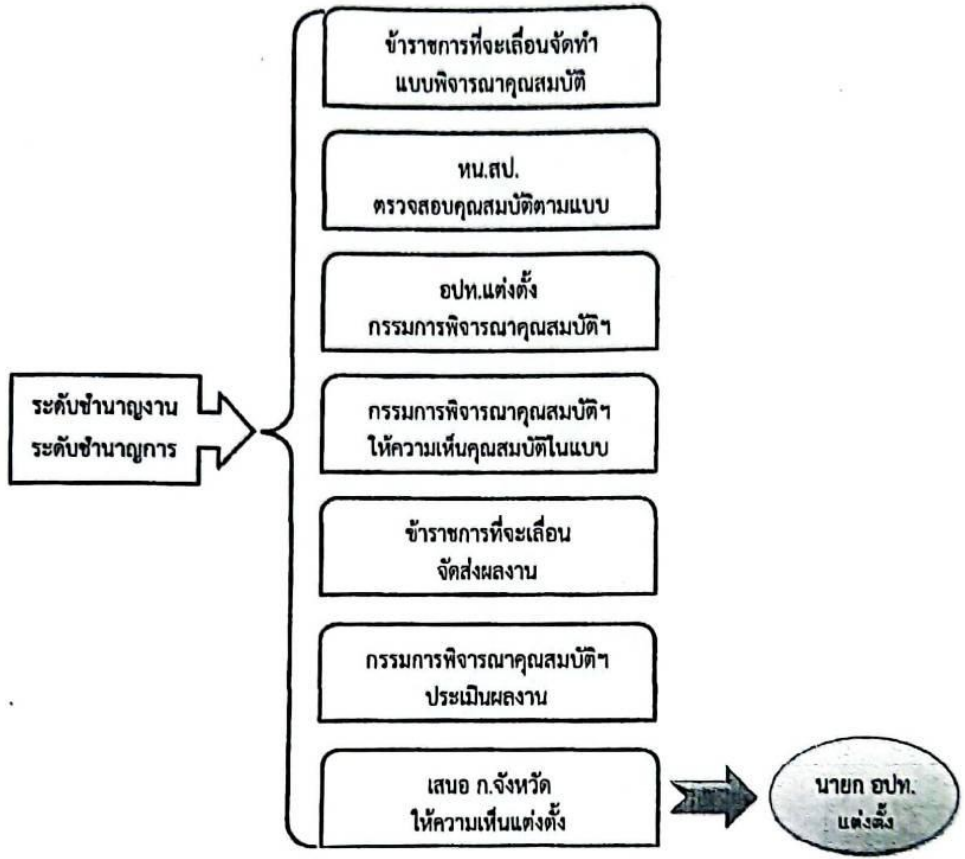 ข้าราชการที่จะเลื่อนจัดทำ
แบบพิจารณาคุณสมบัติ
หน.สป.
ตรวจสอบคุณสมบัติตามแบบ
อปท.แต่งตั้ง
กรรมการพิจารณาคุณสมบัติฯ
ระดับชำนาญงาน
ระดับชำนาญการ
กรรมการพิจารณาคุณสมบัติฯ
ให้ความเห็นคุณสมบัติในแบบ
ข้าราชการที่จะเลื่อน
จัดส่งผลงาน
กรรมการพิจารณาคุณสมบัติฯ
ประเมินผลงาน
เสนอ ก.จังหวัด
ให้ความเห็นแต่งตั้ง
นายก อปท.
แต่งตั้ง